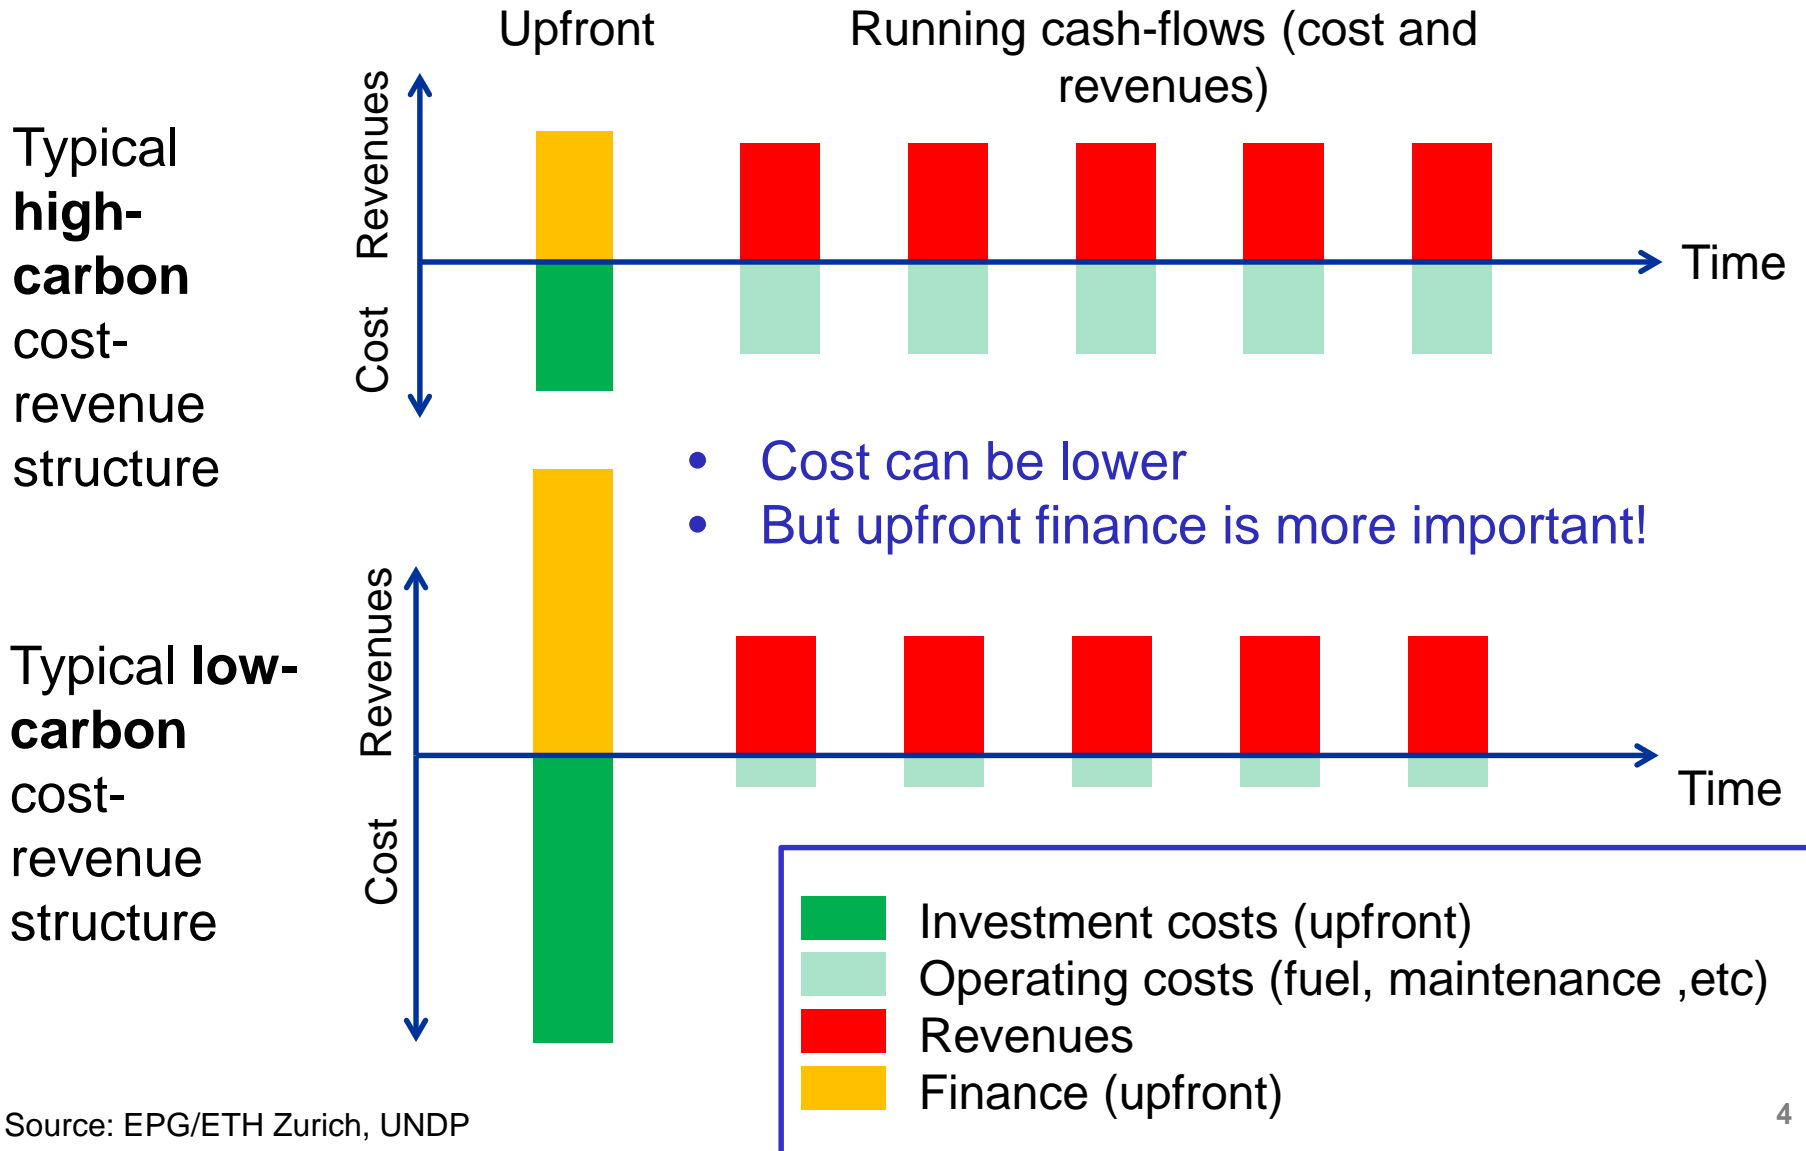 Upfront
Running cash-flows (cost and
revenues)
Typical
high-
carbon
cost-
revenue
structure
Revenues
Cost
Time
• Cost can be lower
• But upfront finance is more important!
Typical low-
carbon
cost-
revenue
structure
Revenues
Cost
Time
Investment costs (upfront)
Operating costs (fuel, maintenance ,etc)
Revenues
Finance (upfront)
Source: EPG/ETH Zurich, UNDP
4